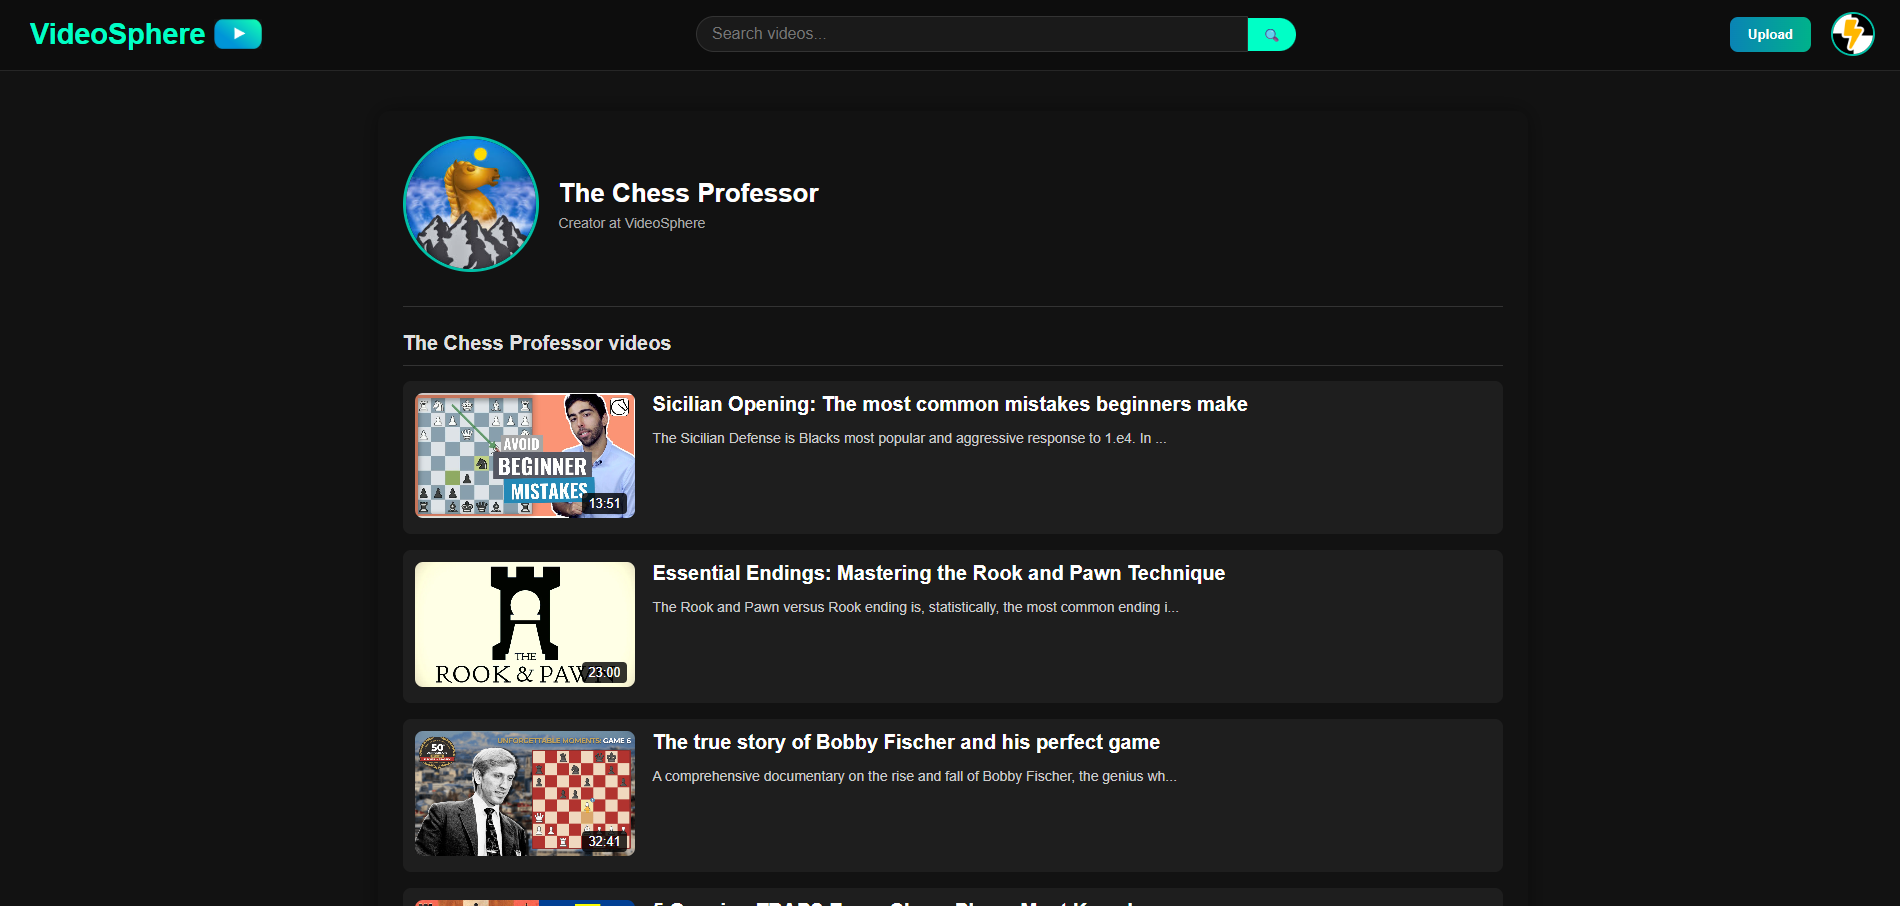 VideoSphere
Search videos...
Upload
The Chess Professor
Creator at VideoSphere
The Chess Professor videos
AVOID
BEGINNER
MISTAKES
13:51
Sicilian Opening: The most common mistakes beginners make
The Sicilian Defense is Blacks most popular and aggressive response to 1.e4. In ...
THE
ROOK & PAWN
23:00
Essential Endings: Mastering the Rook and Pawn Technique
The Rook and Pawn versus Rook ending is, statistically, the most common ending i...
50
UNFORGETTABLE MOMENTS: GAME 6
32:41
The true story of Bobby Fischer and his perfect game
A comprehensive documentary on the rise and fall of Bobby Fischer, the genius wh...